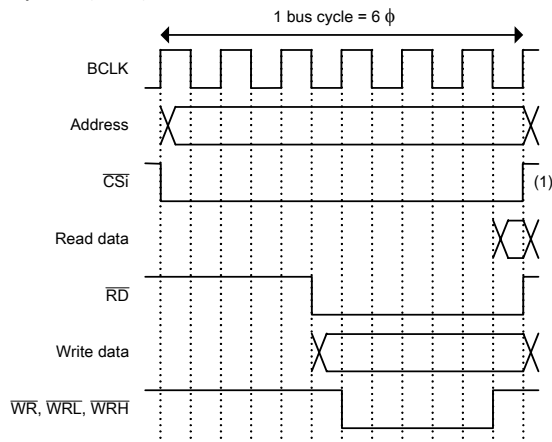 1 bus cycle = 6 ϕ
BCLK
Address
CSi
(1)
Read data
RD
Write data
WR, WRL, WRH